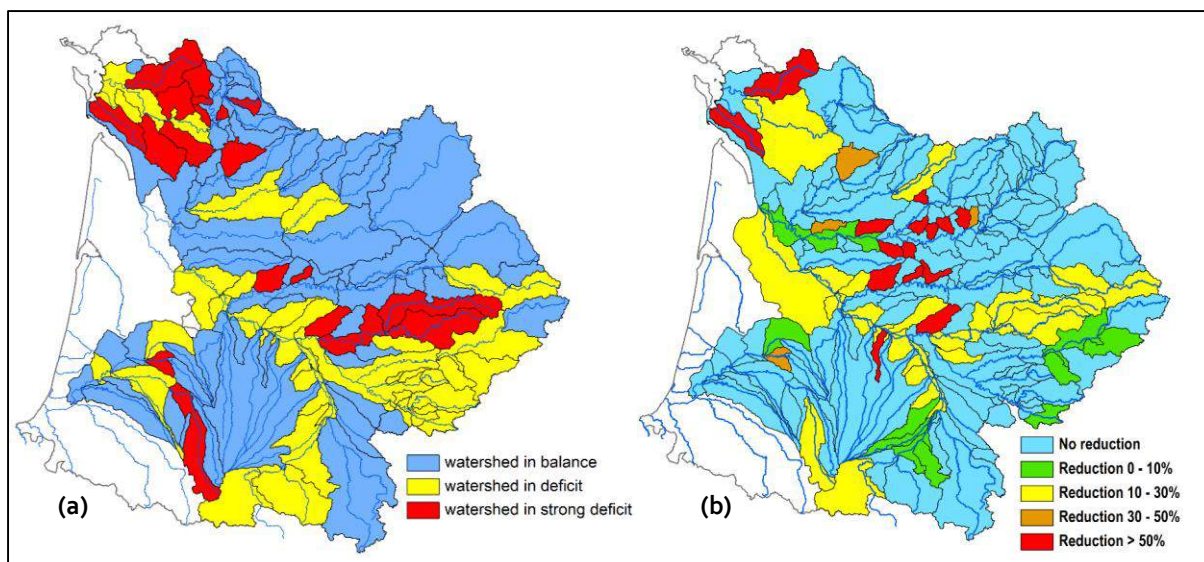 watershed in balance
watershed in deficit
watershed in strong deficit
(a)
No reduction
Reduction 0 - 10%
Reduction 10 - 30%
Reduction 30 - 50%
Reduction > 50%
(b)